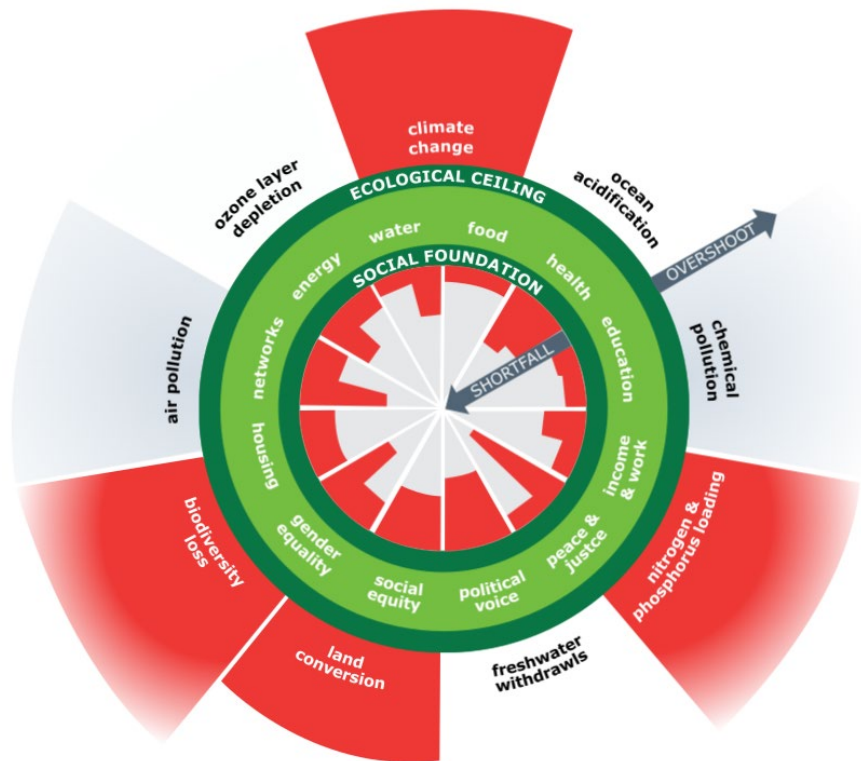 climate
change
ozone layer
depletion
ocean
acidification
ECOLOGICAL CEILING
OVERSHOOT
water
food
energy
health
SOCIAL FOUNDATION
networks
education
SHORTFALL
air pollution
chemical
pollution
housing
income
& work
gender
equality
peace &
justce
social
equity
political
voice
biodiversity
loss
nitrogen &
phosphorus loading
land
conversion
freshwater
withdrawls